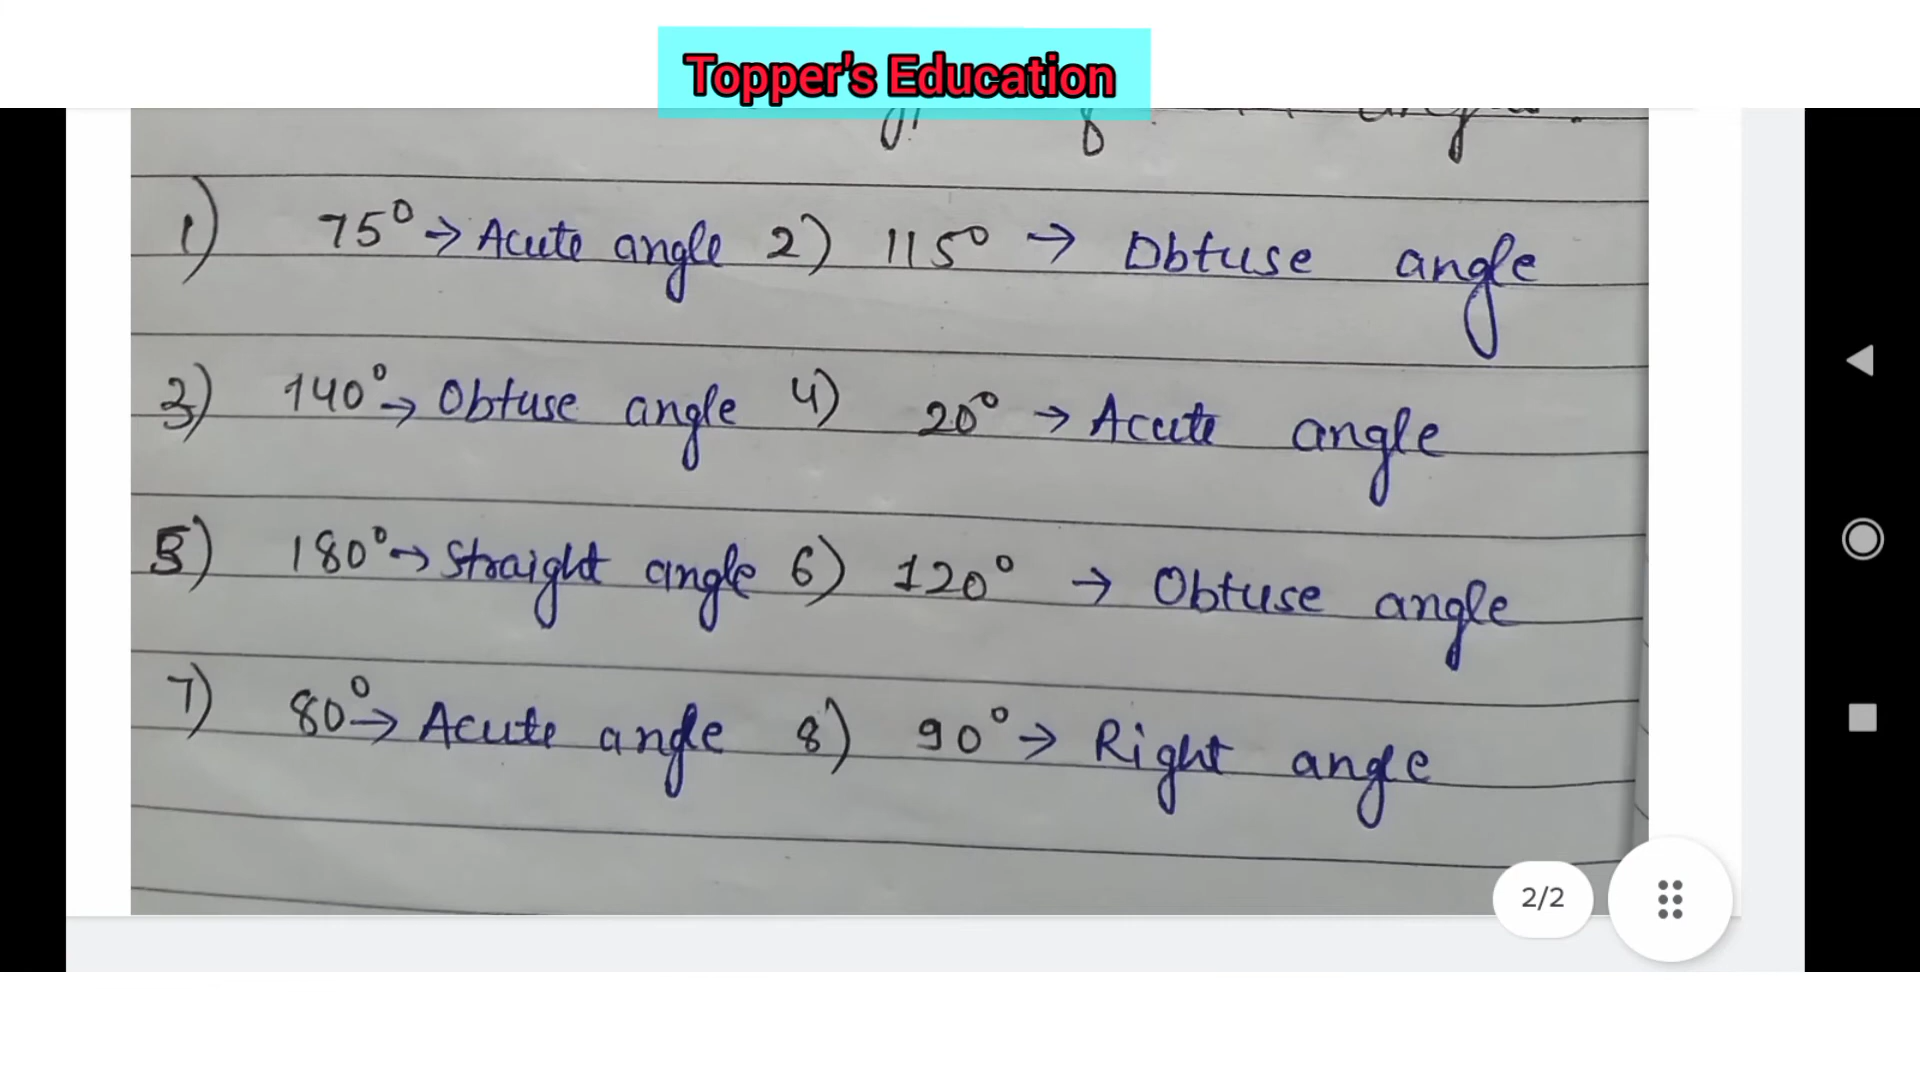 Topper's Education
1) 75° → Acute angle 2) 115° → Obtuse angle
3) 140° → Obtuse angle 4) 20° → Acute angle
5) 180° → Straight angle 6) 120° → Obtuse angle
7) 80° → Acute angle 8) 90° → Right angle
2/2